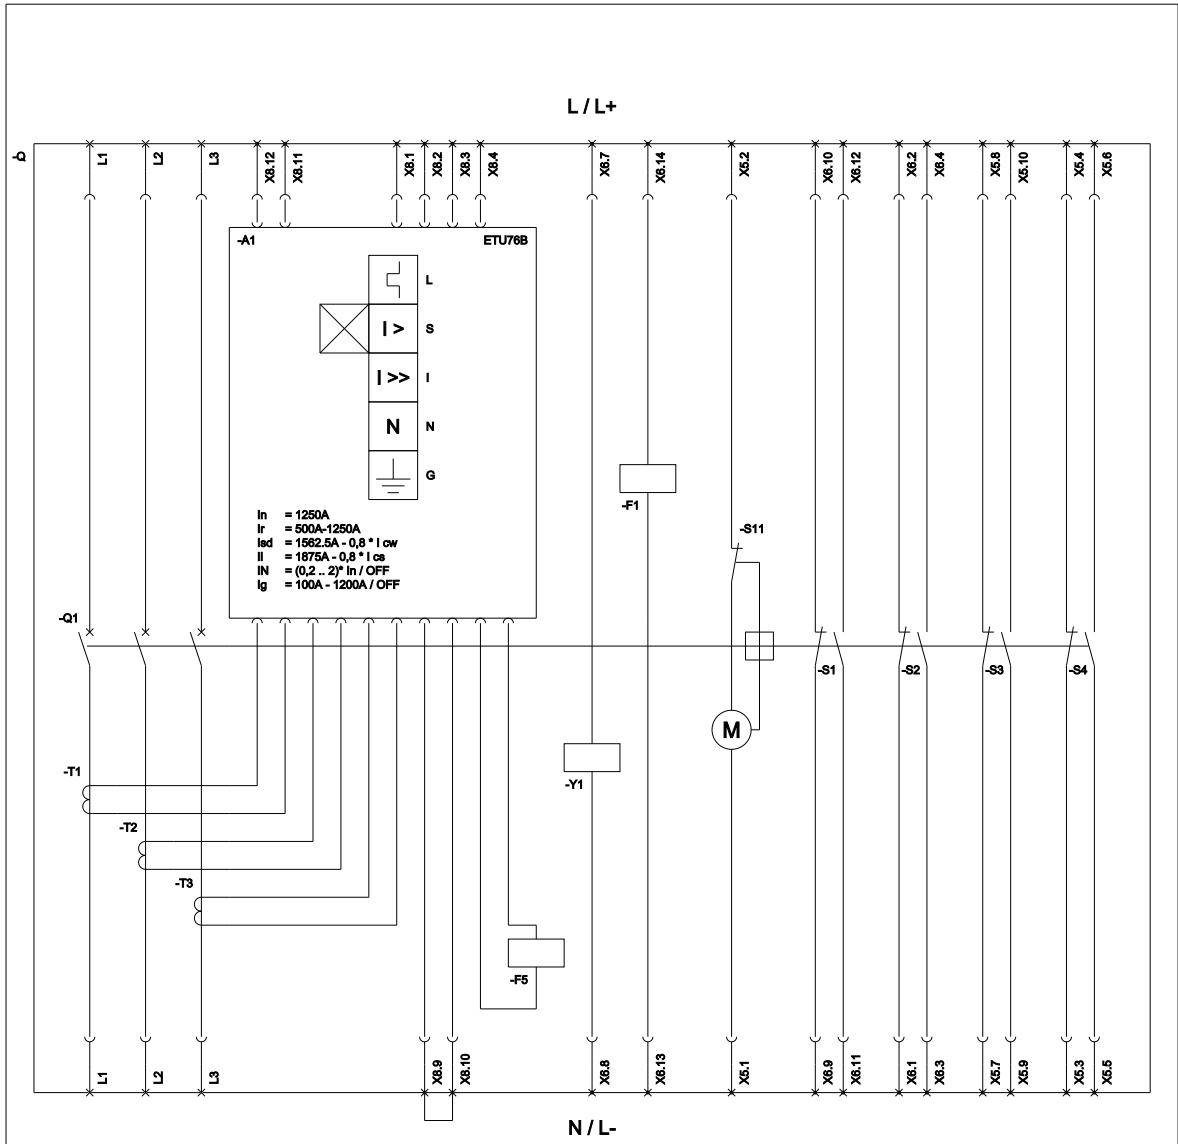 L / L+
-Q
L1
L2
L3
X8.12
X8.11
X8.1
X8.2
X8.3
X8.4
X6.7
X6.14
X5.2
X6.10
X6.12
X6.2
X6.4
X5.8
X5.10
X5.4
X5.6
-A1
ETU76B
L
I >
S
I >>
I
N
N
G
In = 1250A
Ir = 500A-1250A
Isd = 1562.5A - 0,8 * I cw
Ii = 1875A - 0,8 * I cs
IN = (0,2 .. 2)* In / OFF
Ig = 100A - 1200A / OFF
-F1
-S11
-Q1
-S1
-S2
-S3
-S4
M
-T1
-Y1
-T2
-T3
-F5
L1
L2
L3
X8.9
X8.10
X6.8
X6.13
X5.1
X6.9
X6.11
X6.1
X6.3
X5.7
X5.9
X5.3
X5.5
N / L-